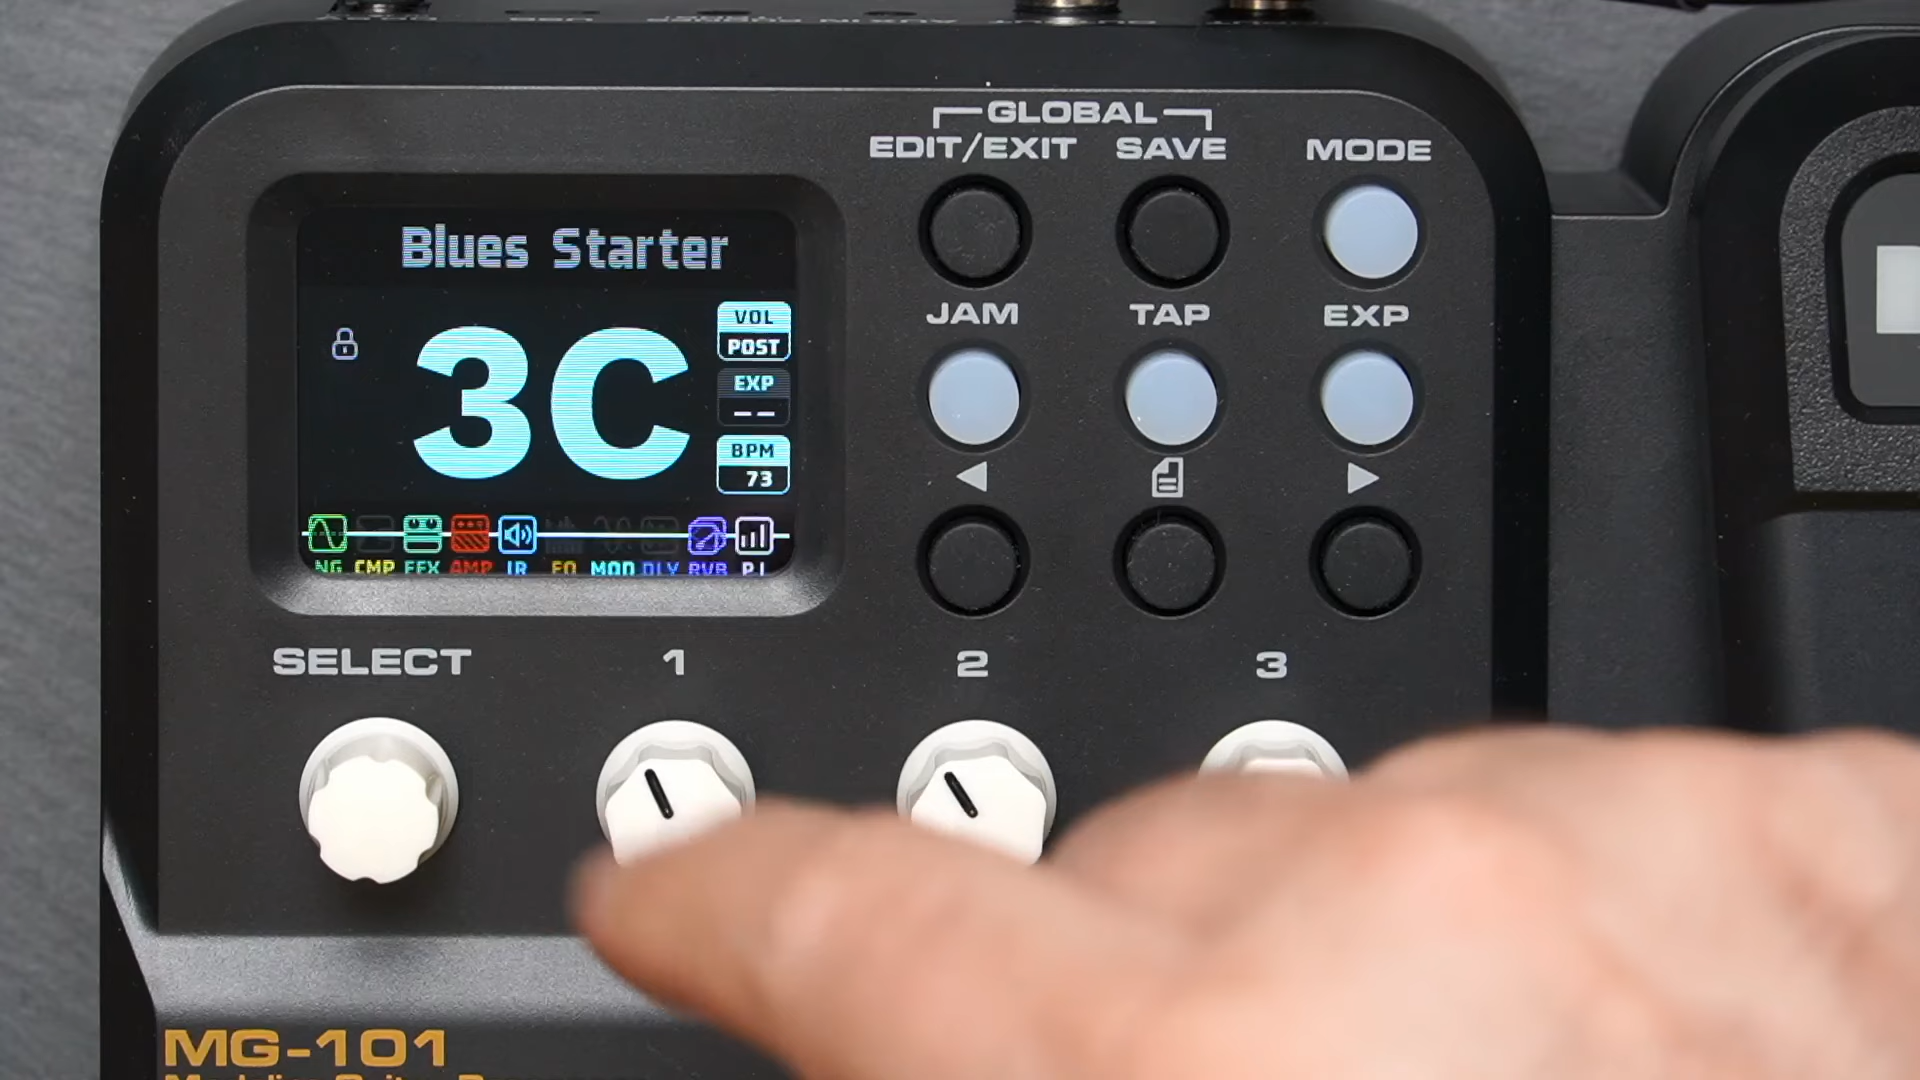 GLOBAL
EDIT/EXIT SAVE MODE
Blues Starter
3C
VOL
POST
EXP
--
BPM
73
NG CMP EFX AMP IR EQ MOD DLY RVB P.L
JAM TAP EXP
SELECT 1 2 3
MG-101